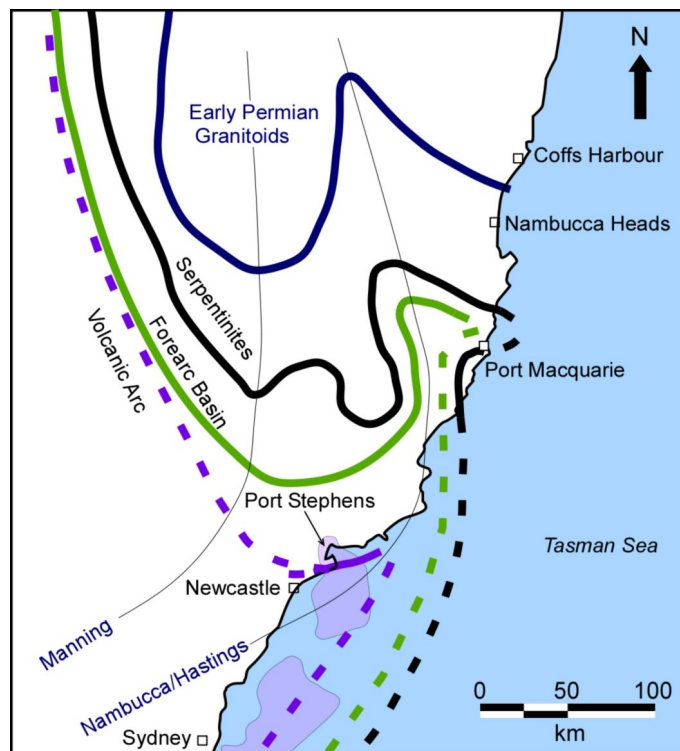 N
Early Permian
Granitoids
Coffs Harbour
Nambucca Heads
Serpentinites
Forearc Basin
Volcanic Arc
Port Macquarie
Port Stephens
Tasman Sea
Newcastle
Manning
Nambucca/Hastings
Sydney
0 50 100
km